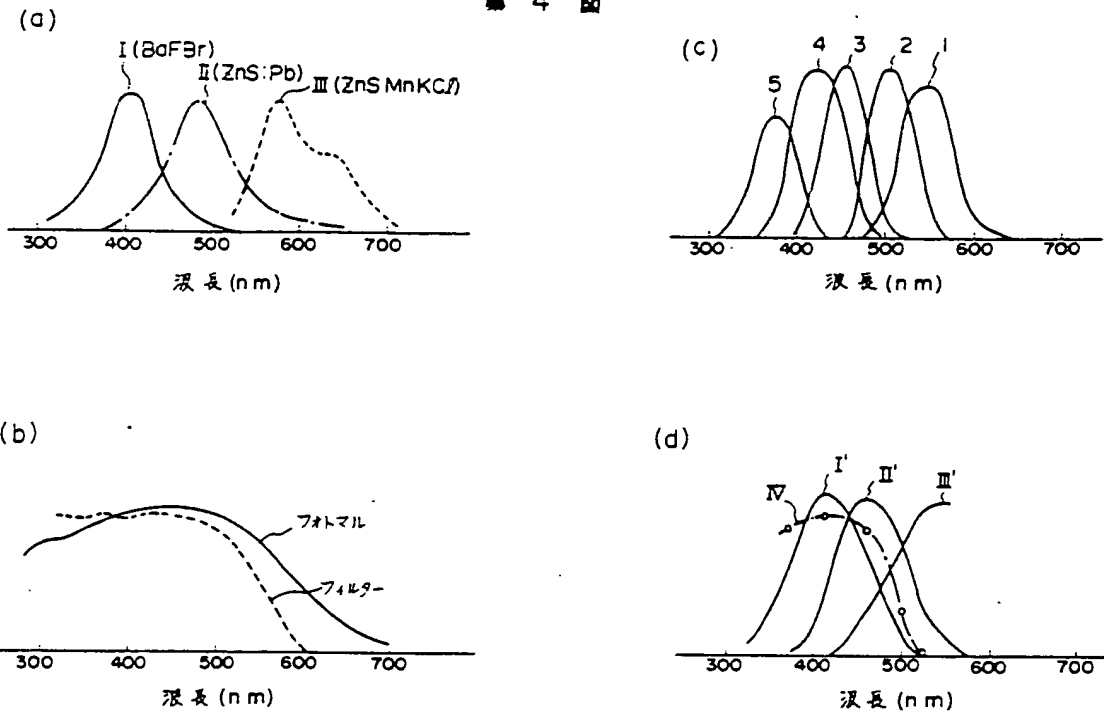 第 4 図
(a)
I (BaFBr)
II (ZnS:Pb)
III (ZnS MnKCl)
300 400 500 600 700
波長 (nm)
(c)
5 4 3 2 1
300 400 500 600 700
波長 (nm)
(b)
フォトマル
フィルター
300 400 500 600 700
波長 (nm)
(d)
IV I' II' III'
300 400 500 600 700
波長 (nm)